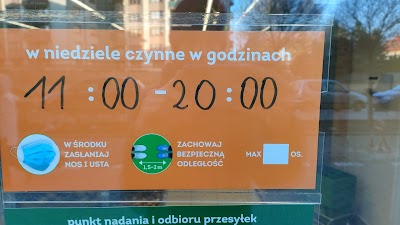 w niedziele czynne w godzinach
11:00-20:00
W ŚRODKU
ZASŁANIAJ
NOS I USTA
1,5-2 m
ZACHOWAJ
BEZPIECZNĄ
ODLEGŁOŚĆ
MAX OS.
punkt nadania i odbioru przesyłek